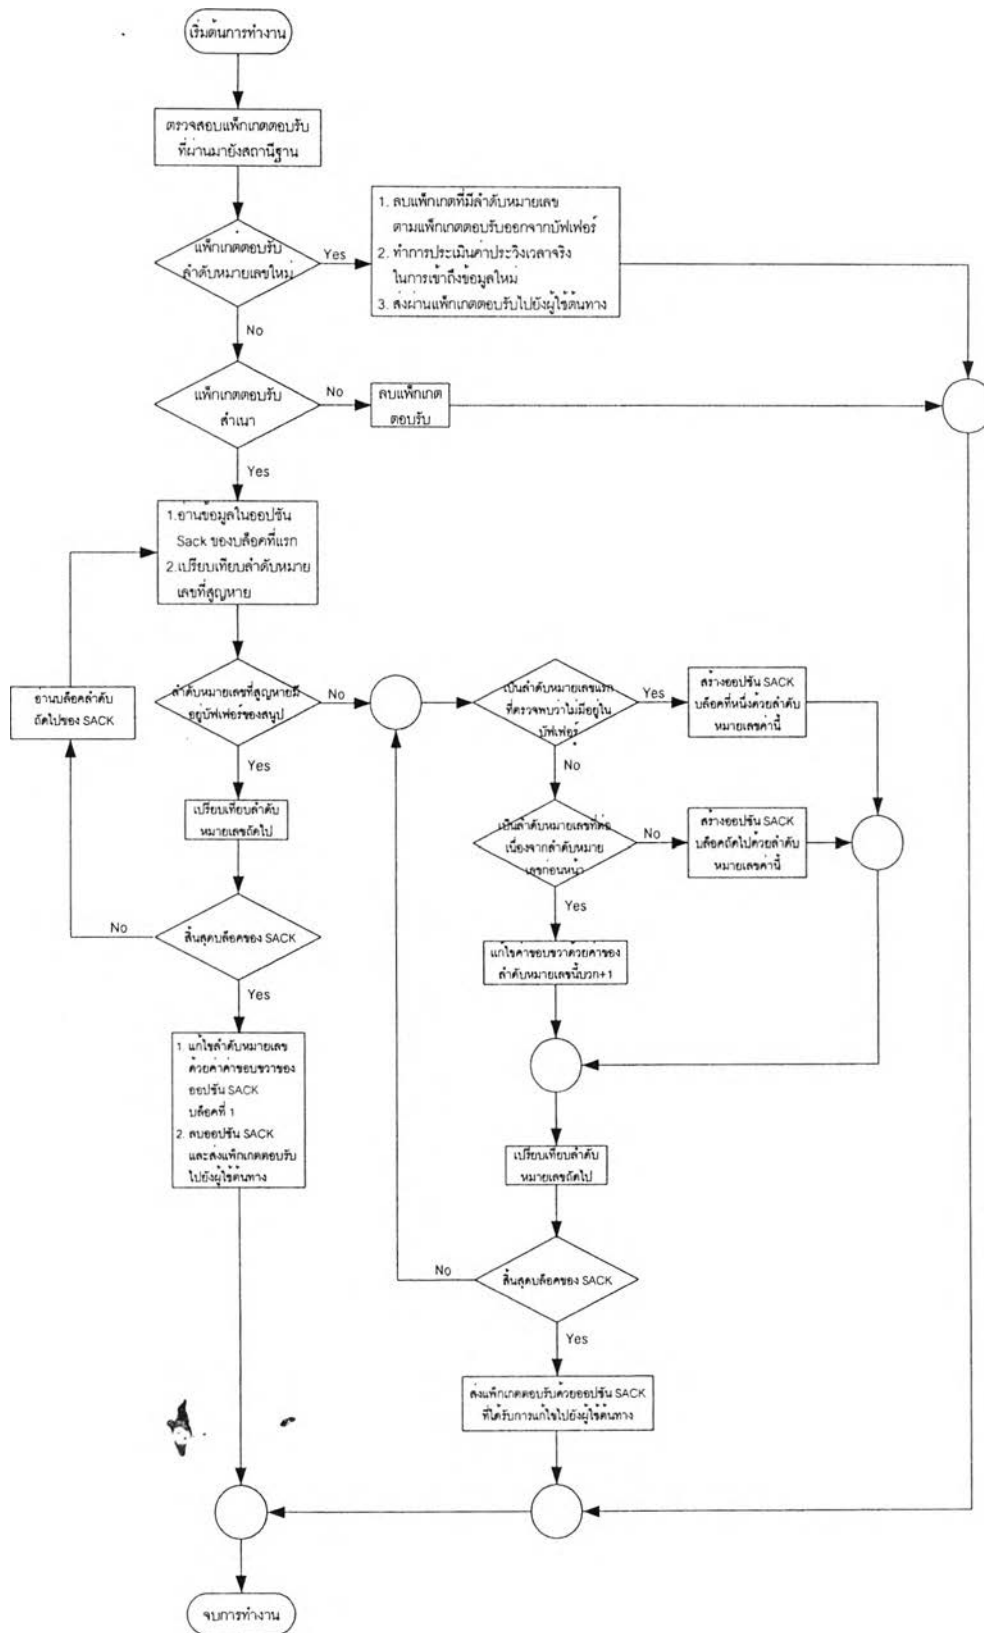 เริ่มต้นการทำงาน
ตรวจสอบแพ็กเกตตอบรับ
ที่ผ่านมายังสถานีฐาน
แพ็กเกตตอบรับ
ลำดับหมายเลขใหม่
Yes
1. ลบแพ็กเกตที่มีลำดับหมายเลข
ตามแพ็กเกตตอบรับออกจากบัฟเฟอร์
2. ทำการประเมินค่าประวิงเวลาจริง
ในการเข้าถึงข้อมูลใหม่
3. ส่งผ่านแพ็กเกตตอบรับไปยังผู้ใช้ต้นทาง
No
แพ็กเกตตอบรับ
สำเนา
No
ลบแพ็กเกต
ตอบรับ
Yes
1.อ่านข้อมูลในออปชัน
Sack ของบล็อคที่แรก
2.เปรียบเทียบลำดับหมาย
เลขที่สูญหาย
อ่านบล็อคลำดับ
ถัดไปของ SACK
ลำดับหมายเลขที่สูญหายมี
อยู่บัฟเฟอร์ของสนูป
No
เป็นลำดับหมายเลขแรก
ที่ตรวจพบว่าไม่มีอยู่ใน
บัฟเฟอร์
Yes
สร้างออปชัน SACK
บล็อคที่หนึ่งด้วยลำดับ
หมายเลขค่านี้
Yes
No
เปรียบเทียบลำดับ
หมายเลขถัดไป
เป็นลำดับหมายเลขที่ต่อ
เนื่องจากลำดับหมาย
เลขก่อนหน้า
No
สร้างออปชัน SACK
บล็อคถัดไปด้วยลำดับ
หมายเลขค่านี้
Yes
No
สิ้นสุดบล็อคของ SACK
แก้ไขค่าขอบขวาด้วยค่าของ
ลำดับหมายเลขนี้บวก+1
Yes
1. แก้ไขลำดับหมายเลข
ด้วยค่าค่าขอบขวาของ
ออปชัน SACK
บล็อคที่ 1
2. ลบออปชัน SACK
และส่งแพ็กเกตตอบรับ
ไปยังผู้ใช้ต้นทาง
เปรียบเทียบลำดับ
หมายเลขถัดไป
No
สิ้นสุดบล็อคของ SACK
Yes
ส่งแพ็กเกตตอบรับด้วยออปชัน SACK
ที่ได้รับการแก้ไขไปยังผู้ใช้ต้นทาง
จบการทำงาน